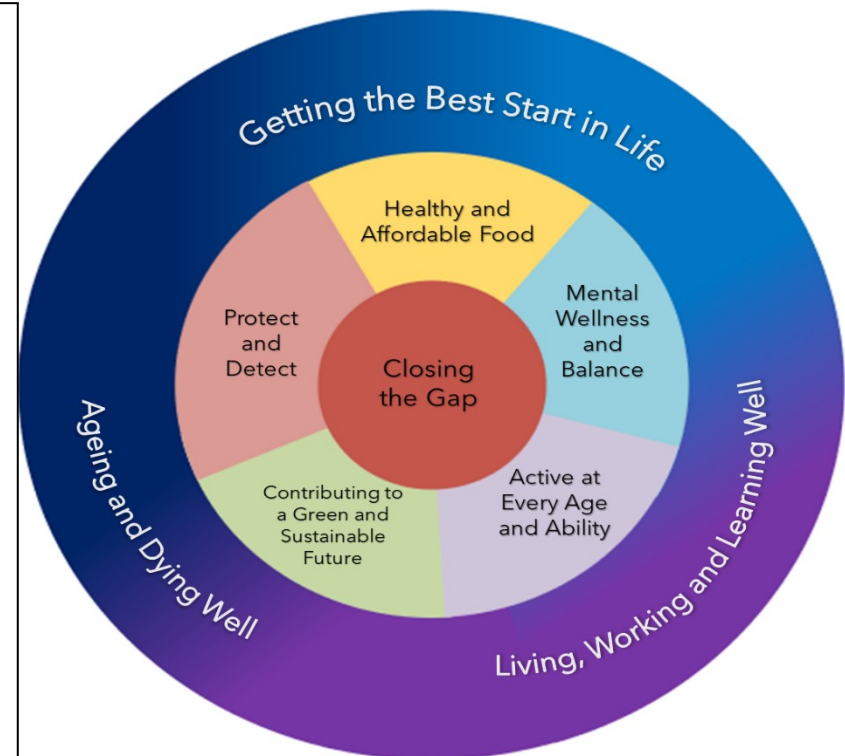 Getting the Best Start in Life
Healthy and
Affordable Food
Mental
Wellness
and
Balance
Protect
and
Detect
Closing
the Gap
Active at
Every Age
and Ability
Contributing to
a Green and
Sustainable
Future
Ageing and Dying Well
Living, Working and Learning Well